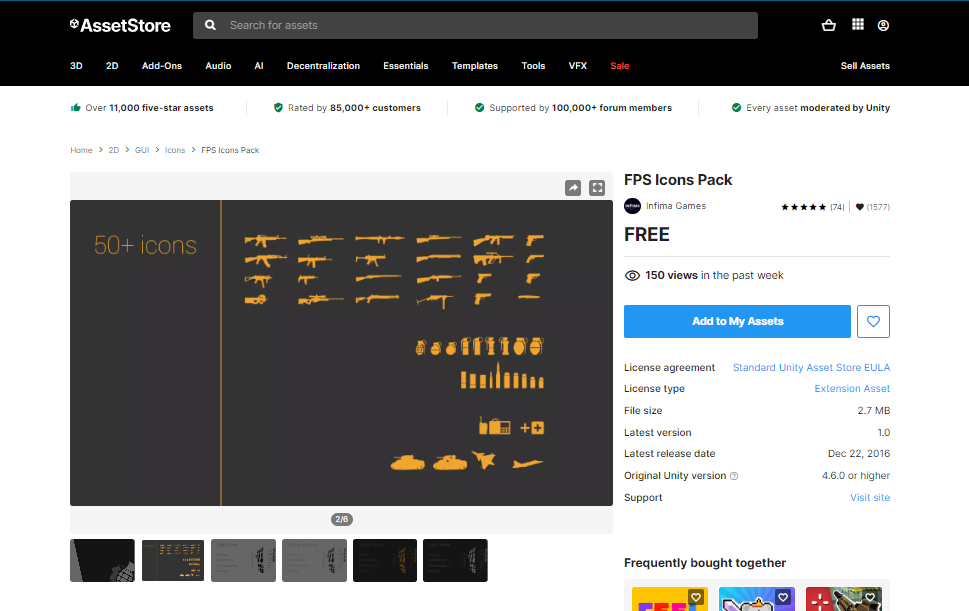 AssetStore
Search for assets
3D 2D Add-Ons Audio AI Decentralization Essentials Templates Tools VFX Sale Sell Assets
Over 11,000 five-star assets
Rated by 85,000+ customers
Supported by 100,000+ forum members
Every asset moderated by Unity
Home > 2D > GUI > Icons > FPS Icons Pack
50+ icons
2/6
FPS Icons Pack
Infima Games
(74) (1577)
FREE
150 views in the past week
Add to My Assets
License agreement Standard Unity Asset Store EULA
License type Extension Asset
File size 2.7 MB
Latest version 1.0
Latest release date Dec 22, 2016
Original Unity version 4.6.0 or higher
Support Visit site
Frequently bought together